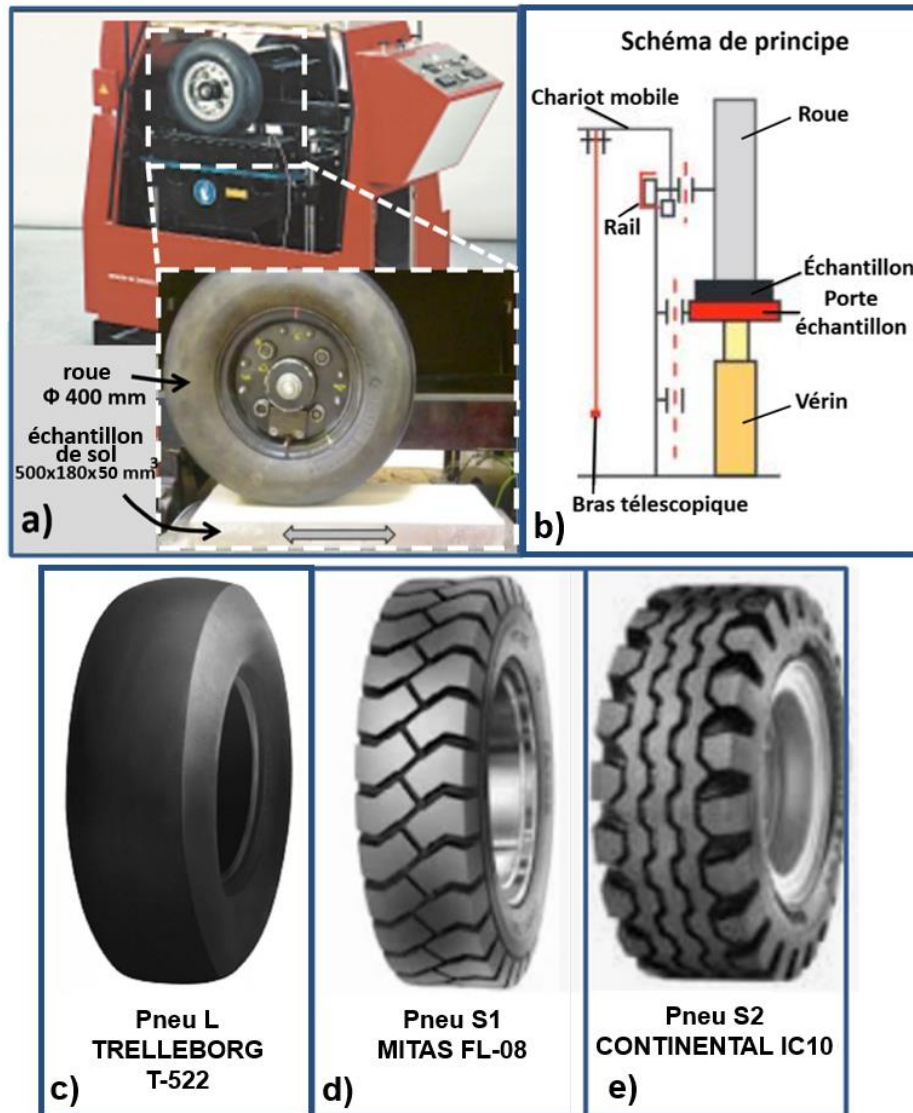 roue
Φ 400 mm
échantillon
de sol
500x180x50 mm³
a)
Schéma de principe
Chariot mobile
Roue
Rail
Échantillon
Porte
échantillon
Vérin
Bras télescopique
b)
Pneu L
TRELLEBORG
T-522
c)
Pneu S1
MITAS FL-08
d)
Pneu S2
CONTINENTAL IC10
e)